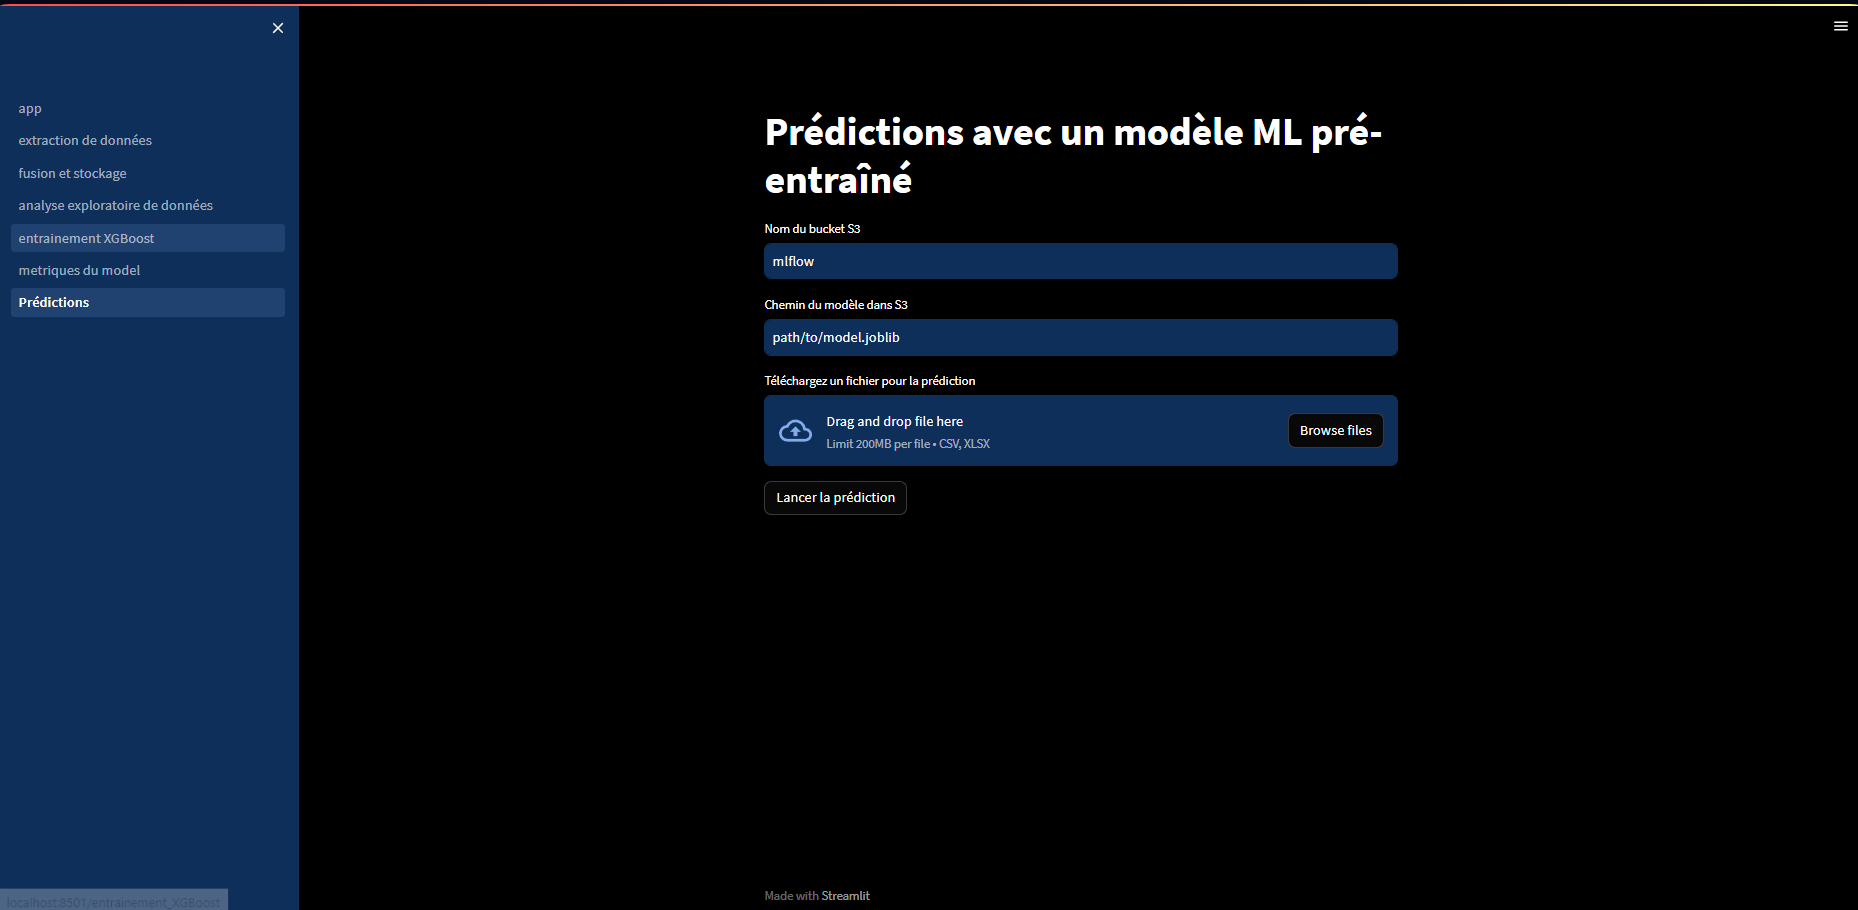 app
extraction de données
fusion et stockage
analyse exploratoire de données
entrainement XGBoost
metriques du model
Prédictions
Prédictions avec un modèle ML pré-
entraîné
Nom du bucket S3
mlflow
Chemin du modèle dans S3
path/to/model.joblib
Téléchargez un fichier pour la prédiction
Drag and drop file here
Limit 200MB per file • CSV, XLSX
Browse files
Lancer la prédiction
Made with Streamlit
localhost:8501/entrainement_XGBoost